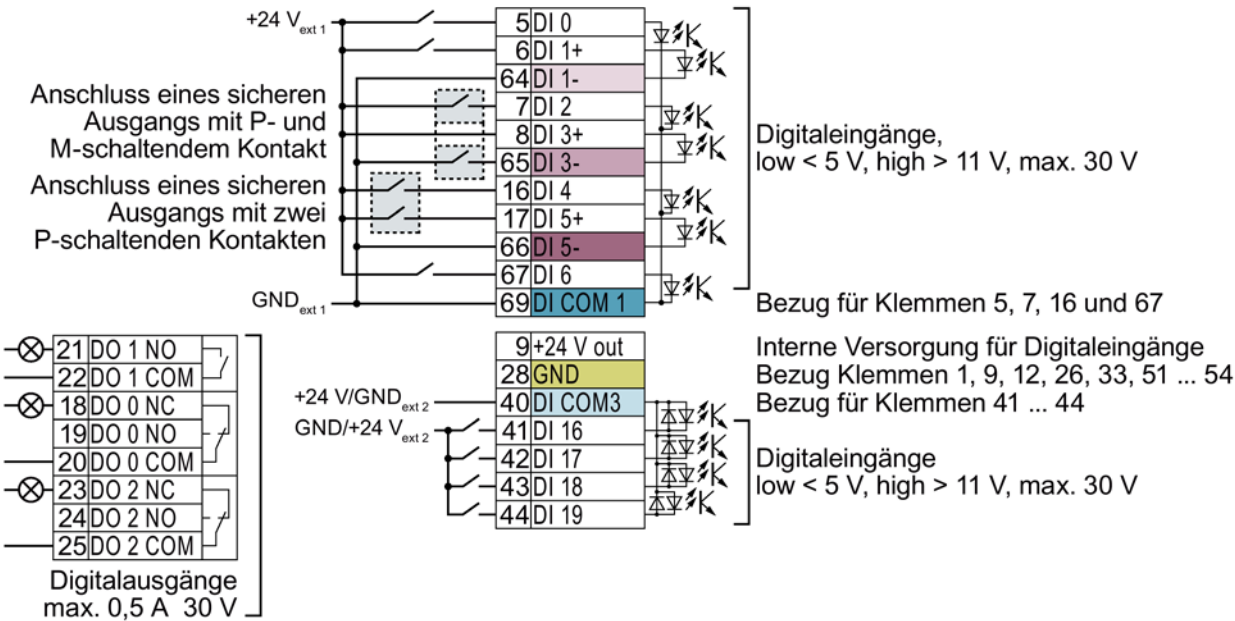 +24 V ext 1
5 DI 0
6 DI 1+
64 DI 1-
7 DI 2
8 DI 3+
65 DI 3-
16 DI 4
17 DI 5+
66 DI 5-
67 DI 6
69 DI COM 1
Anschluss eines sicheren
Ausgangs mit P- und
M-schaltendem Kontakt
Anschluss eines sicheren
Ausgangs mit zwei
P-schaltenden Kontakten
GND ext 1
Digitaleingänge,
low < 5 V, high > 11 V, max. 30 V
Bezug für Klemmen 5, 7, 16 und 67
9 +24 V out
28 GND
40 DI COM3
41 DI 16
42 DI 17
43 DI 18
44 DI 19
+24 V/GND ext 2
GND/+24 V ext 2
Interne Versorgung für Digitaleingänge
Bezug Klemmen 1, 9, 12, 26, 33, 51 ... 54
Bezug für Klemmen 41 ... 44
Digitaleingänge
low < 5 V, high > 11 V, max. 30 V
21 DO 1 NO
22 DO 1 COM
18 DO 0 NC
19 DO 0 NO
20 DO 0 COM
23 DO 2 NC
24 DO 2 NO
25 DO 2 COM
Digitalausgänge
max. 0,5 A 30 V